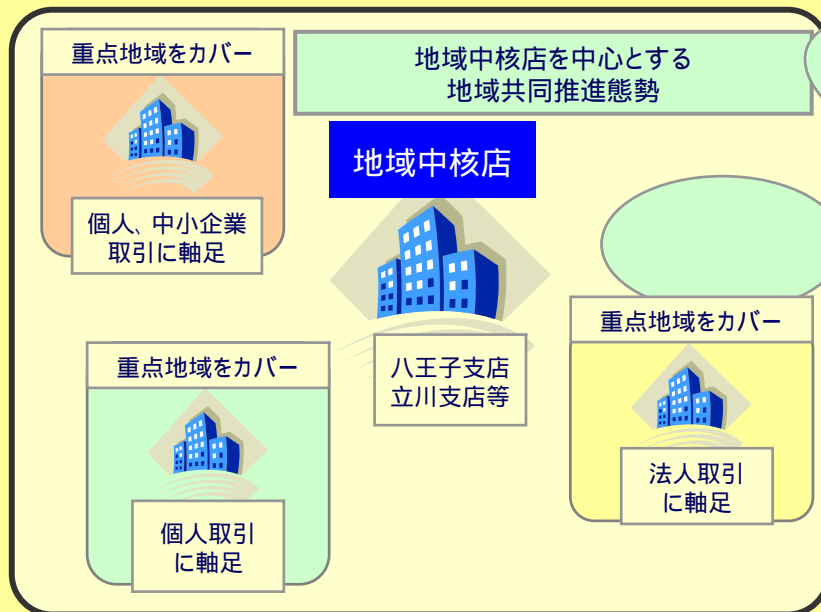 重点地域をカバー
個人、中小企業
取引に軸足
地域中核店を中心とする
地域共同推進態勢
地域中核店
八王子支店
立川支店等
重点地域をカバー
個人取引
に軸足
重点地域をカバー
法人取引
に軸足